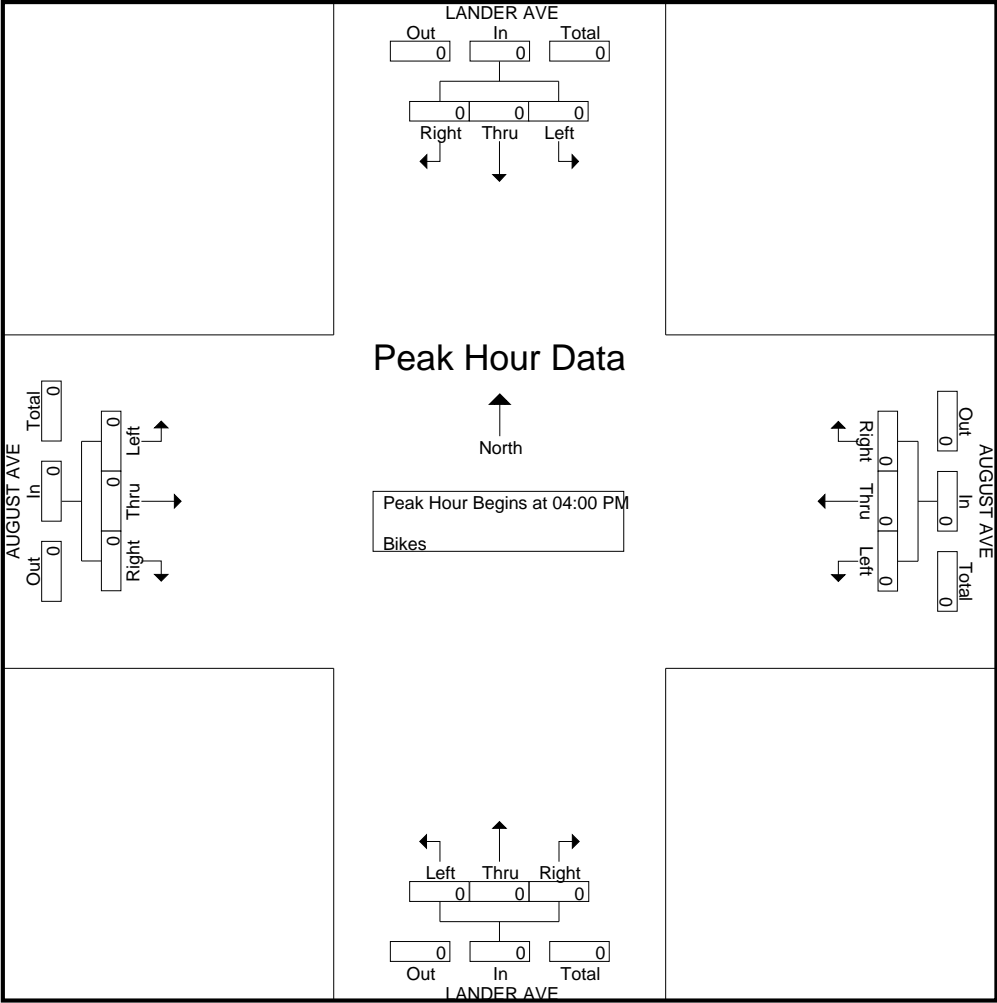 LANDER AVE
Out In Total
0 0 0
0 0 0
Right Thru Left
Peak Hour Data
North
Peak Hour Begins at 04:00 PM
Bikes
AUGUST AVE
Total In Out
0 0 0
0 0 0
Left Thru Right
AUGUST AVE
Out In Total
0 0 0
0 0 0
Right Thru Left
Left Thru Right
0 0 0
0 0 0
Out In Total
LANDER AVE